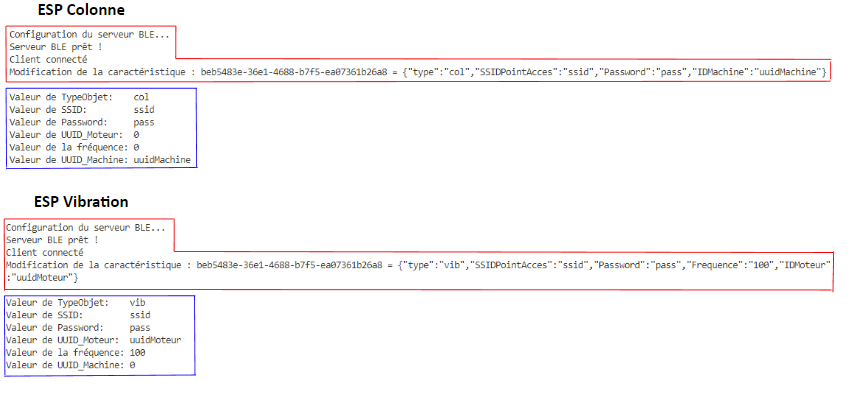 ESP Colonne
Configuration du serveur BLE...
Serveur BLE prêt !
Client connecté
Modification de la caractéristique : beb5483e-36e1-4688-b7f5-ea07361b26a8 = {"type":"col","SSIDPointAcces":"ssid","Password":"pass","IDMachine":"uuidMachine"}
Valeur de TypeObjet: col
Valeur de SSID: ssid
Valeur de Password: pass
Valeur de UUID_Moteur: 0
Valeur de la fréquence: 0
Valeur de UUID_Machine: uuidMachine
ESP Vibration
Configuration du serveur BLE...
Serveur BLE prêt !
Client connecté
Modification de la caractéristique : beb5483e-36e1-4688-b7f5-ea07361b26a8 = {"type":"vib","SSIDPointAcces":"ssid","Password":"pass","Frequence":"100","IDMoteur"
:"uuidMoteur"}
Valeur de TypeObjet: vib
Valeur de SSID: ssid
Valeur de Password: pass
Valeur de UUID_Moteur: uuidMoteur
Valeur de la fréquence: 100
Valeur de UUID_Machine: 0